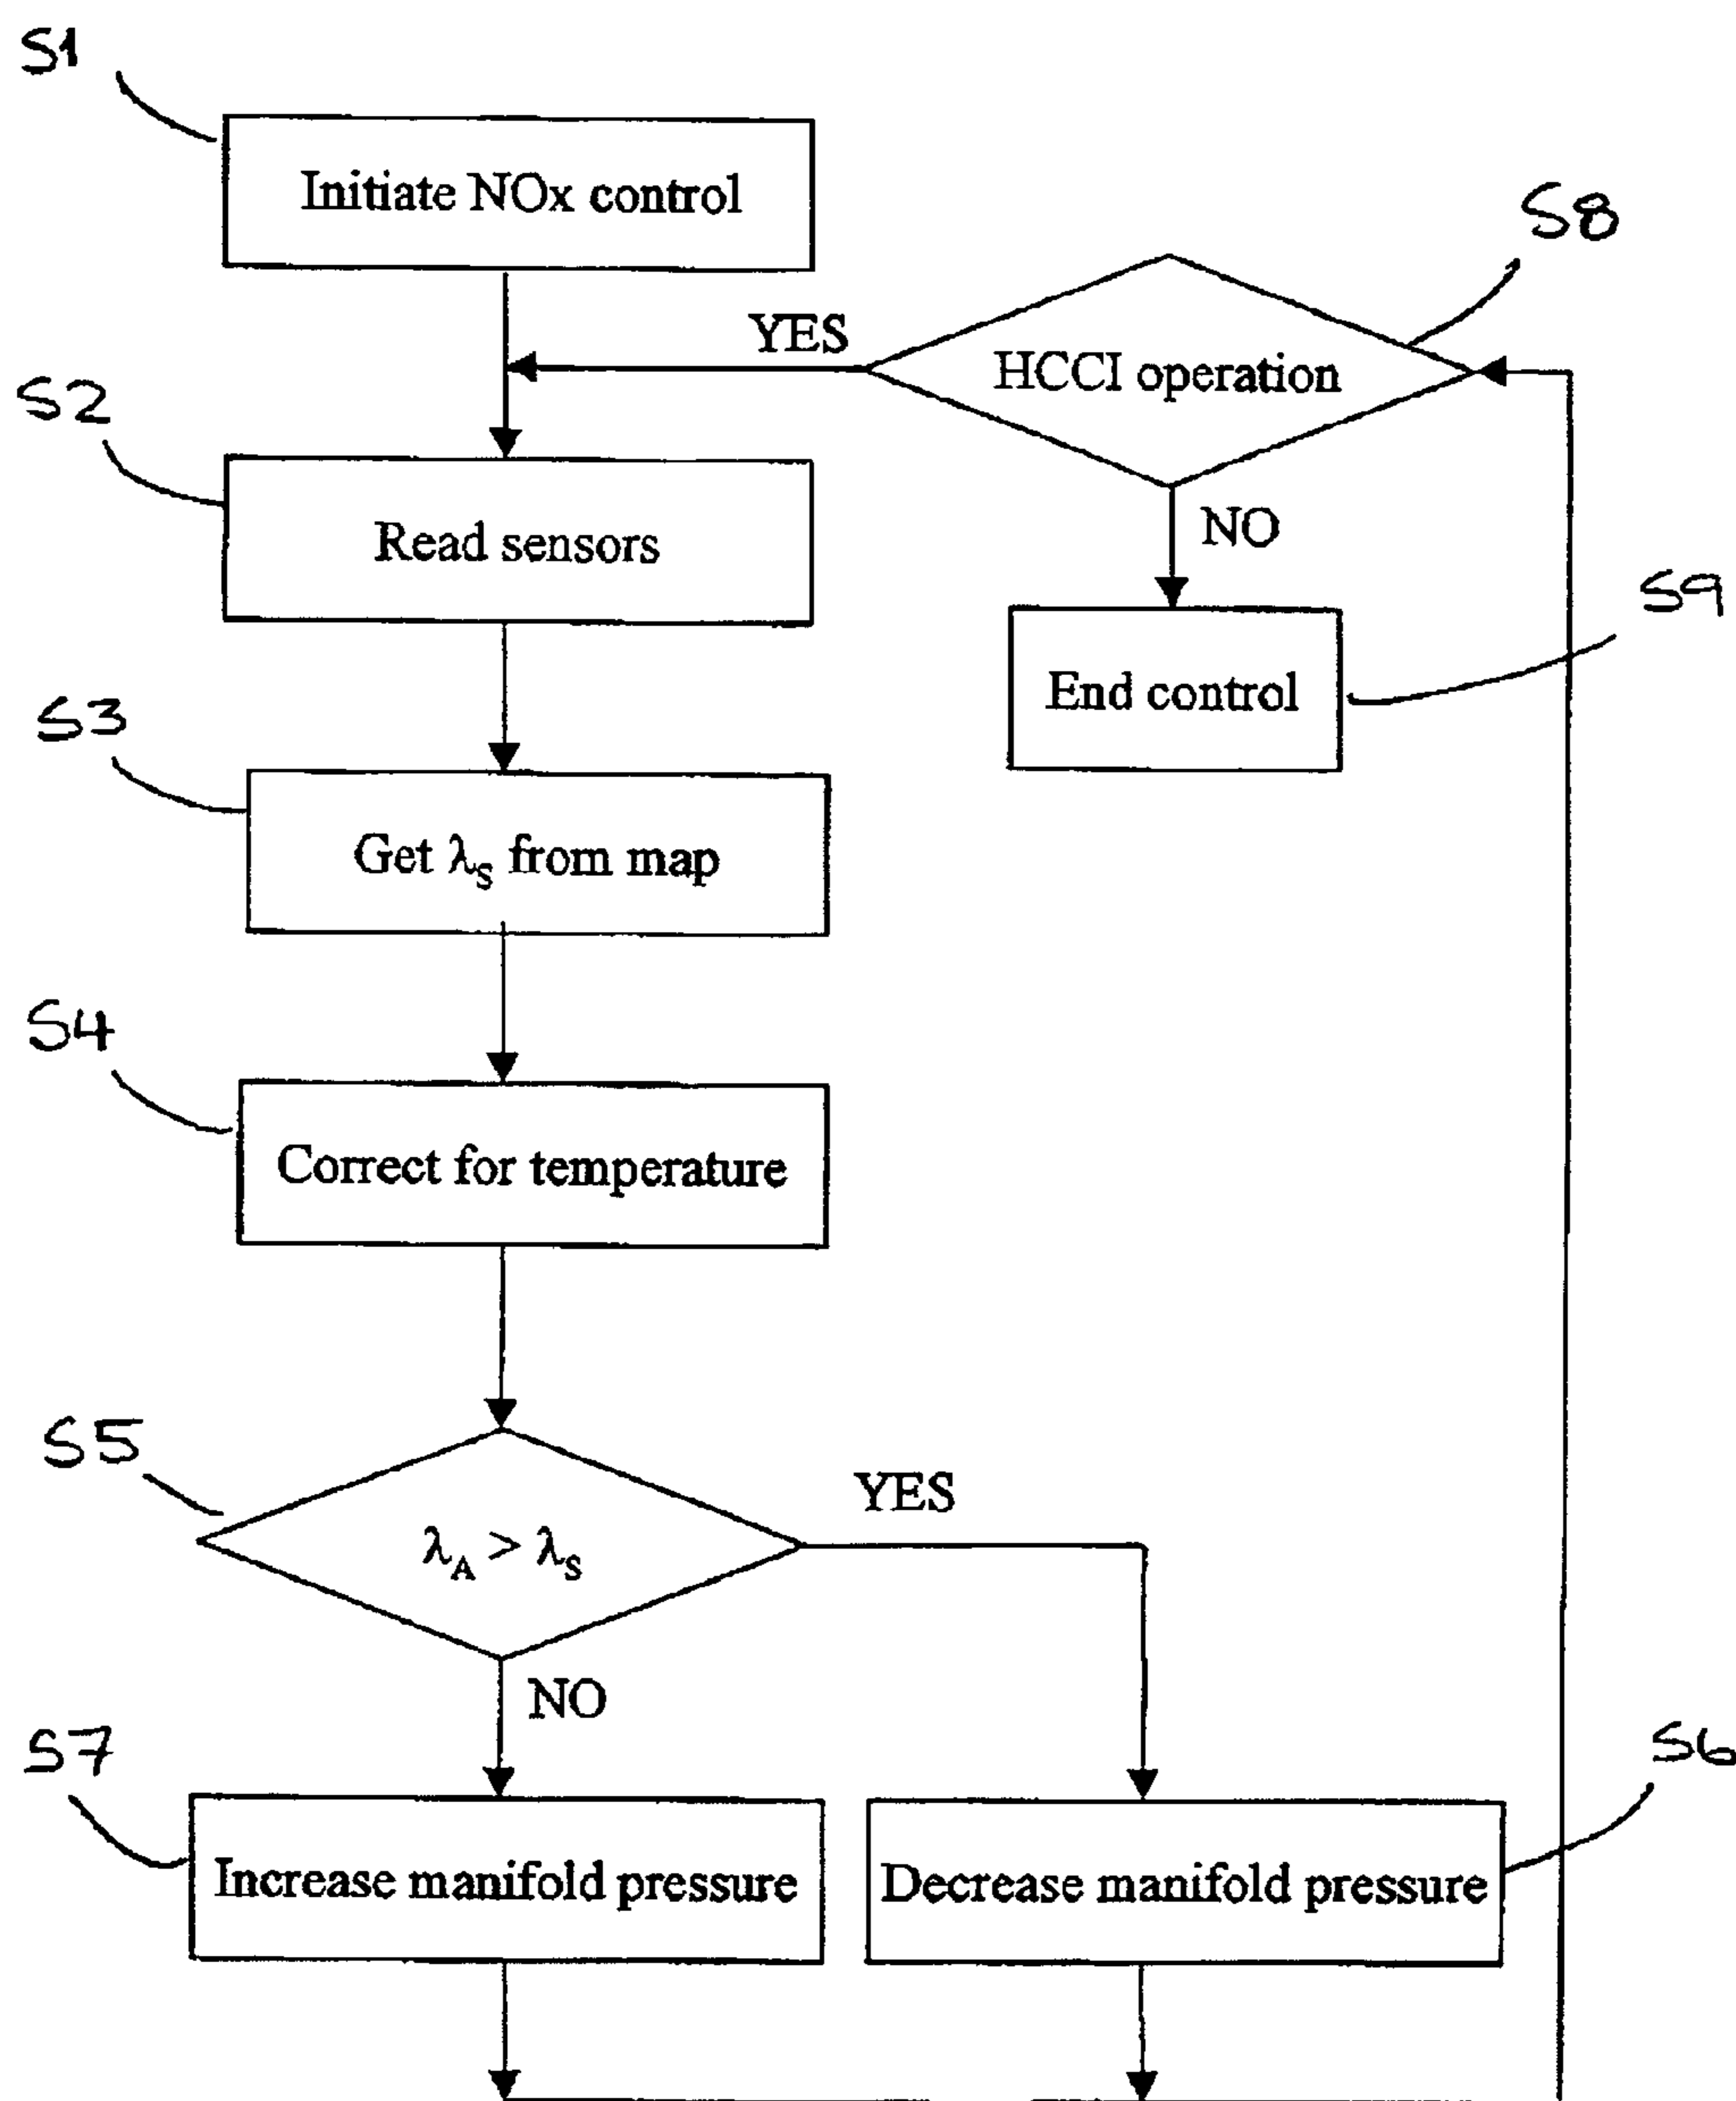 S1
Initiate NOx control
S8
YES
HCCI operation
S2
NO
Read sensors
S9
End control
S3
Get λS from map
S4
Correct for temperature
S5
YES
λA > λS
NO
S7
S6
Increase manifold pressure
Decrease manifold pressure